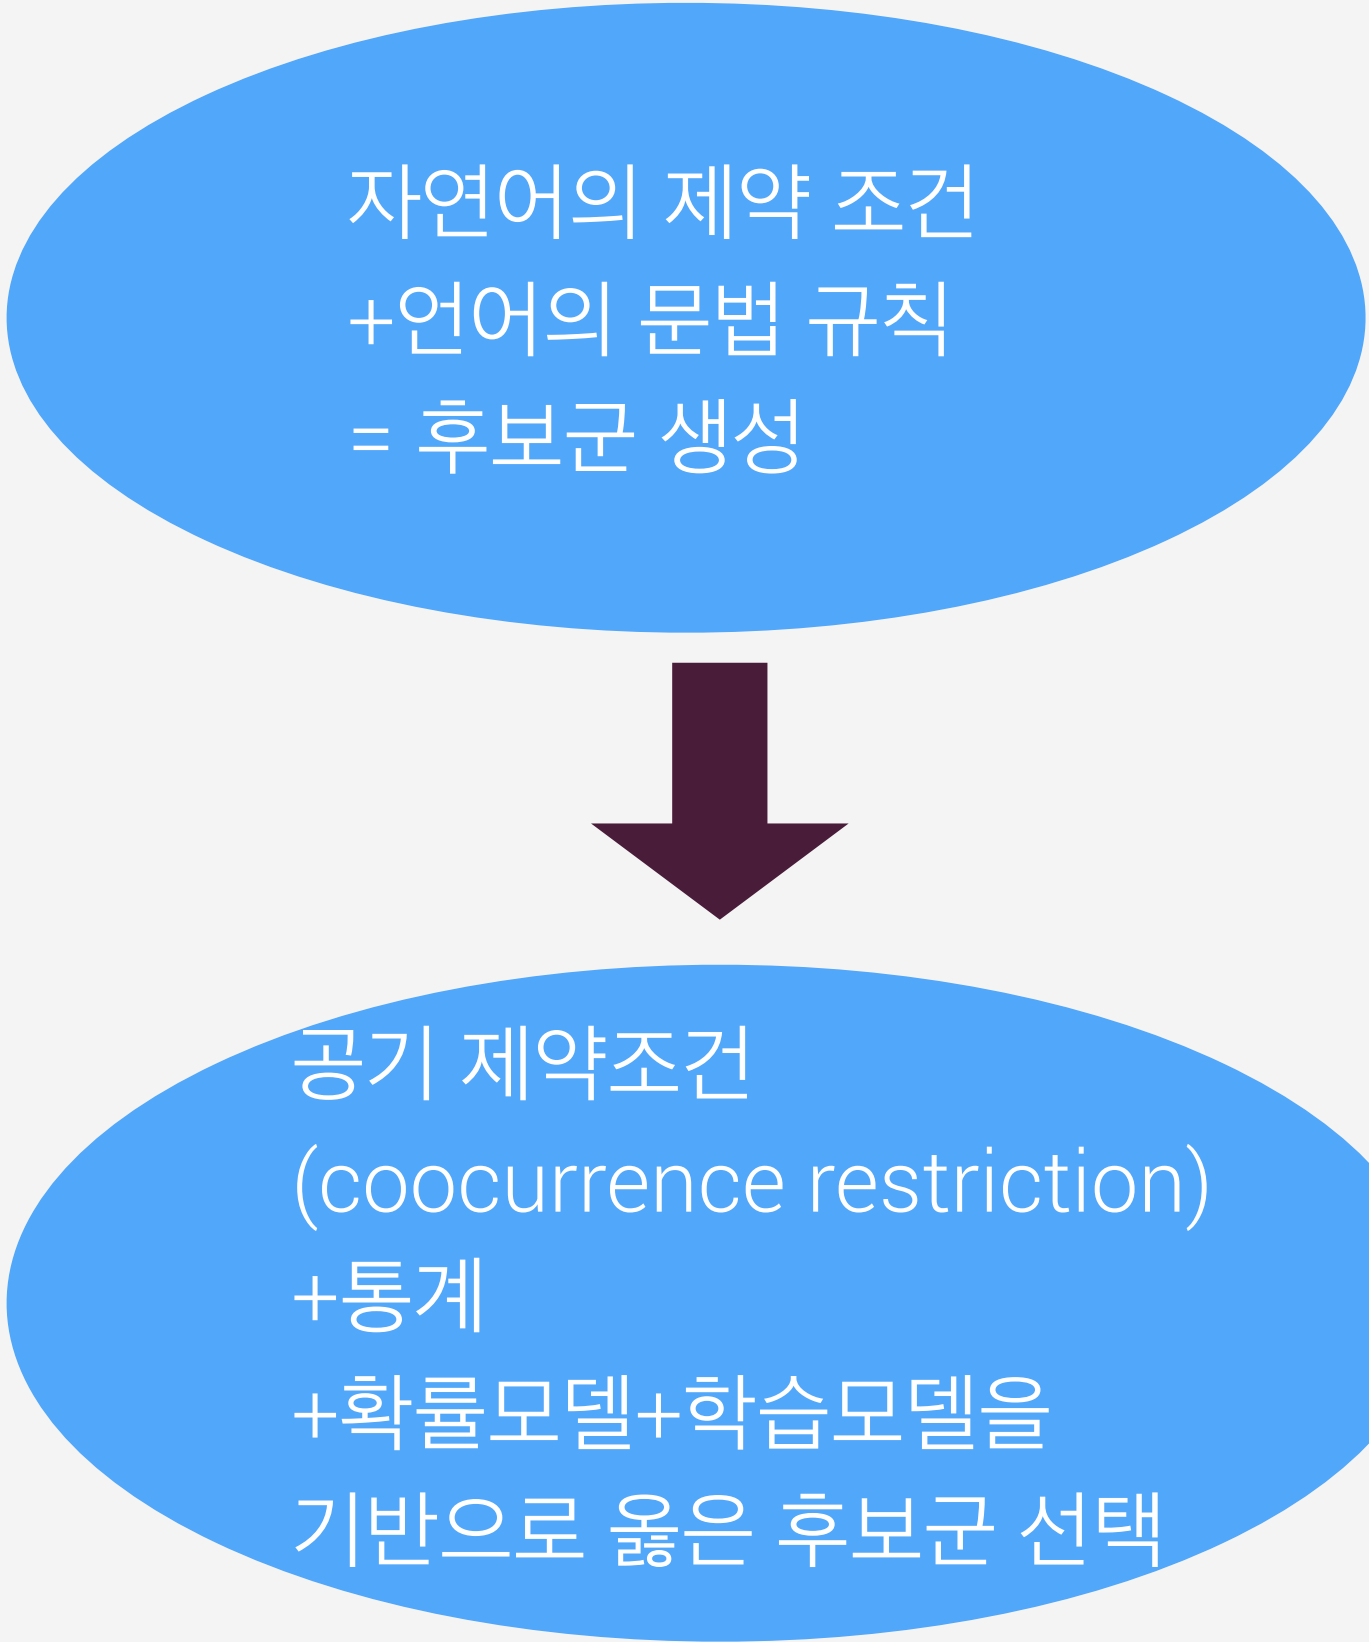 자연어의 제약 조건
+언어의 문법 규칙
= 후보군 생성
공기 제약조건
(coocurrence restriction)
+통계
+확률모델+학습모델을
기반으로 옳은 후보군 선택